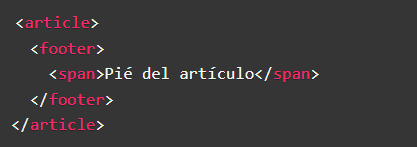 <article>
<footer>
<span>Pié del artículo</span>
</footer>
</article>